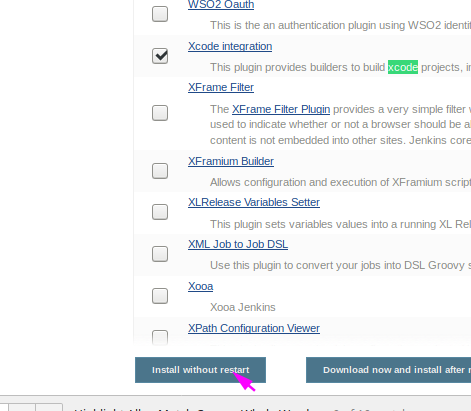 WSO2 Oauth
This is the an authentication plugin using WSO2
Xcode integration
This plugin provides builders to build xcode projects,
XFrame Filter
The XFrame Filter Plugin provides a very simple filter
used to indicate whether or not a browser should be
content is not embedded into other sites. Jenkins core
XFramium Builder
Allows configuration and execution of XFramium
XLRelease Variables Setter
This plugin sets variables values into a running XL
XML Job to Job DSL
Use this plugin to convert your jobs into DSL Groovy
Xooa
Xooa Jenkins
XPath Configuration Viewer
Install without restart
Download now and install after